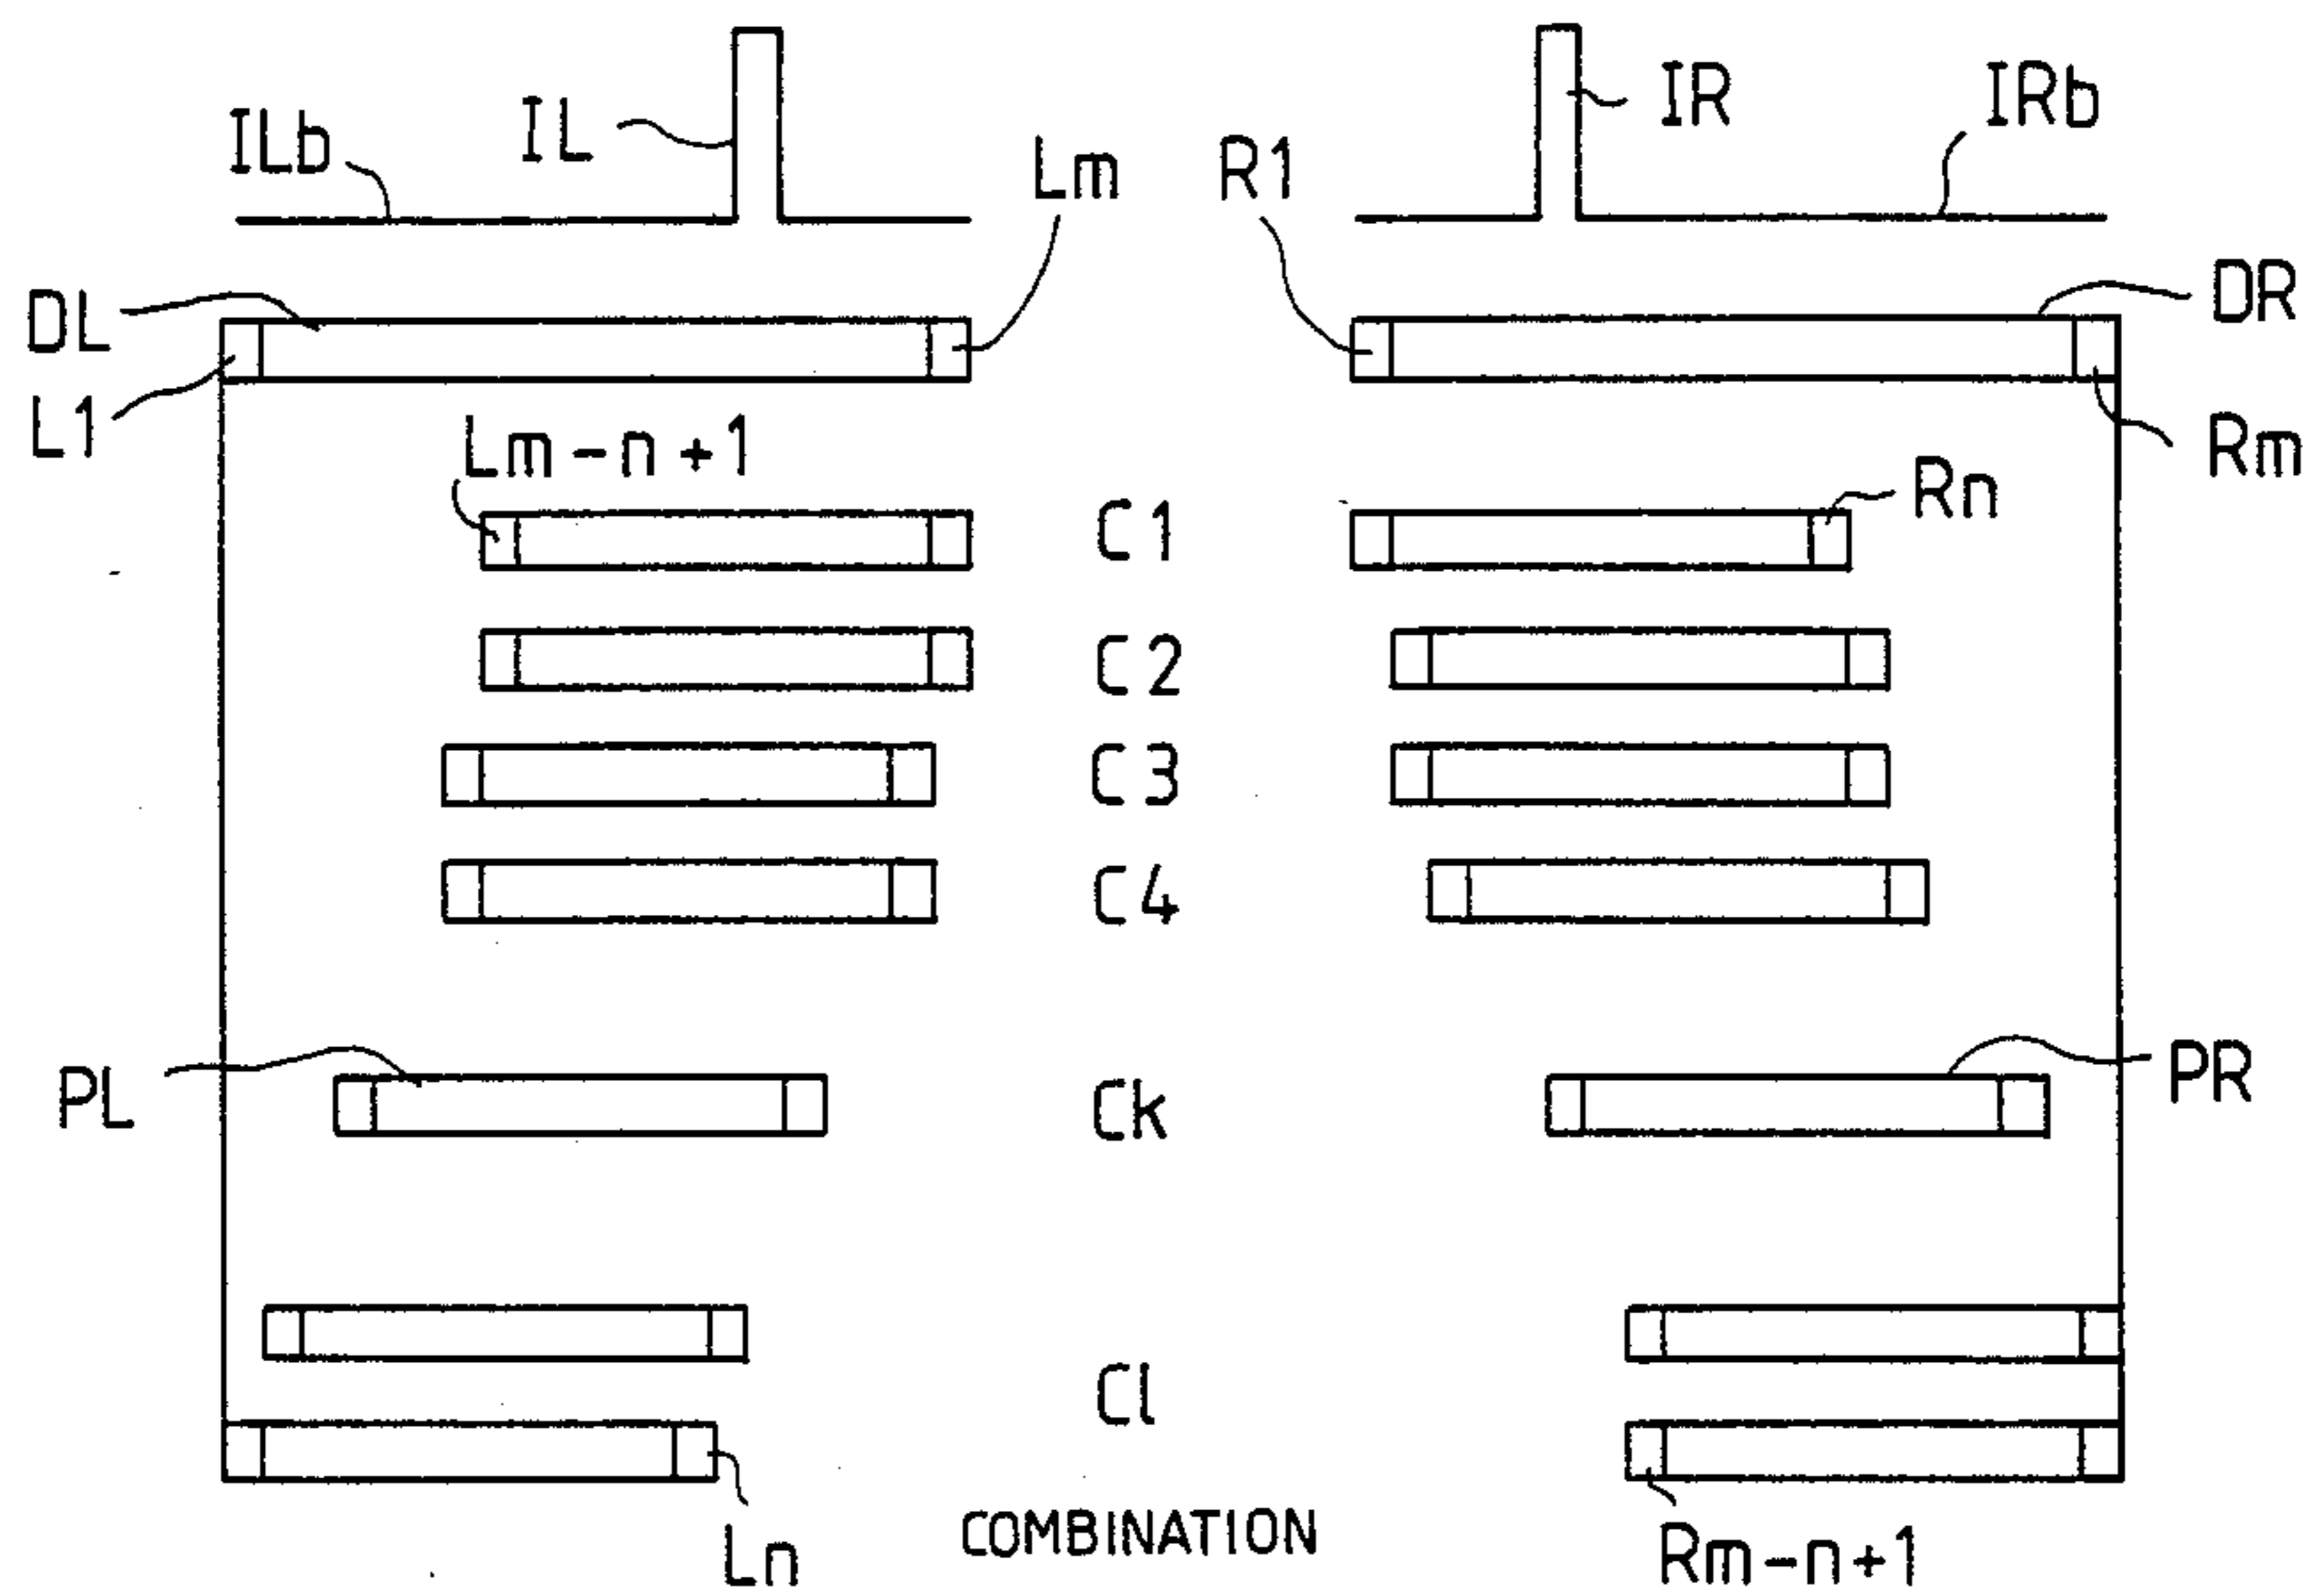 ILb
IL
Lm
R1
IR
IRb
DL
DR
L1
Rm
Lm-n+1
C1
Rn
C2
C3
C4
PL
Ck
PR
Cl
Ln
COMBINATION
Rm-n+1